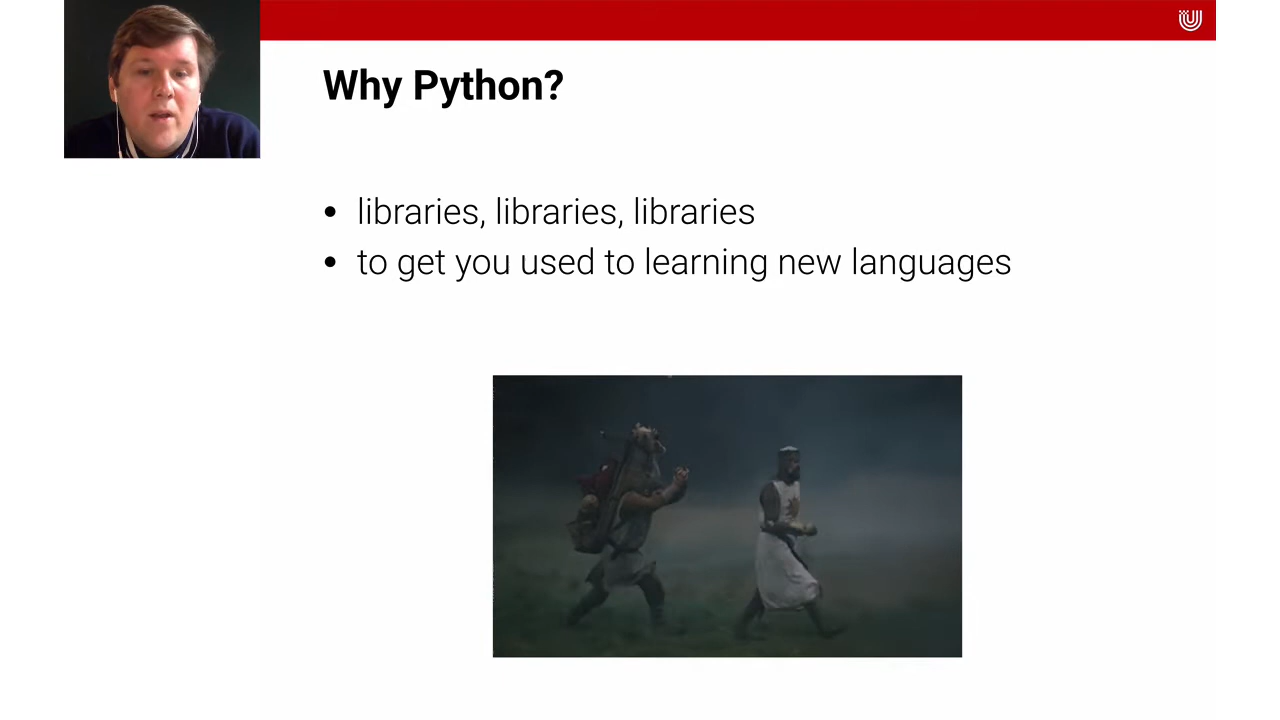 Why Python?
• libraries, libraries, libraries
• to get you used to learning new languages